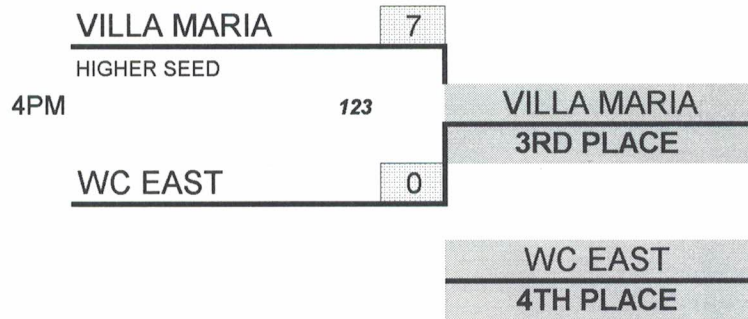 VILLA MARIA 7
HIGHER SEED
4PM 123 VILLA MARIA
3RD PLACE
WC EAST 0
WC EAST
4TH PLACE